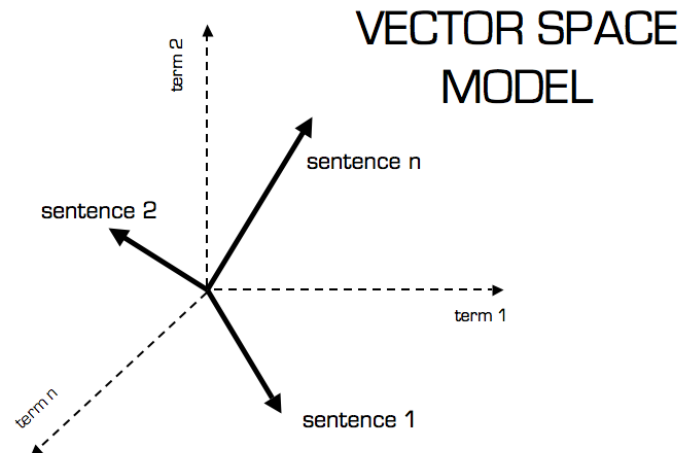 VECTOR SPACE
MODEL
term 2
sentence n
sentence 2
term 1
term n
sentence 1